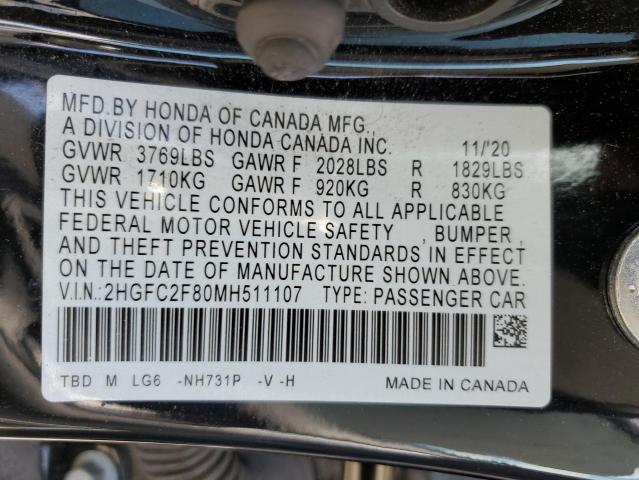 MFD.BY HONDA OF CANADA MFG.,
A DIVISION OF HONDA CANADA INC. 11/'20
GVWR 3769LBS GAWR F 2028LBS R 1829LBS
GVWR 1710KG GAWR F 920KG R 830KG
THIS VEHICLE CONFORMS TO ALL APPLICABLE
FEDERAL MOTOR VEHICLE SAFETY , BUMPER ,
AND THEFT PREVENTION STANDARDS IN EFFECT
ON THE DATE OF MANUFACTURE SHOWN ABOVE.
V.I.N.:2HGFC2F80MH511107 TYPE: PASSENGER CAR
TBD M LG6 -NH731P -V -H MADE IN CANADA